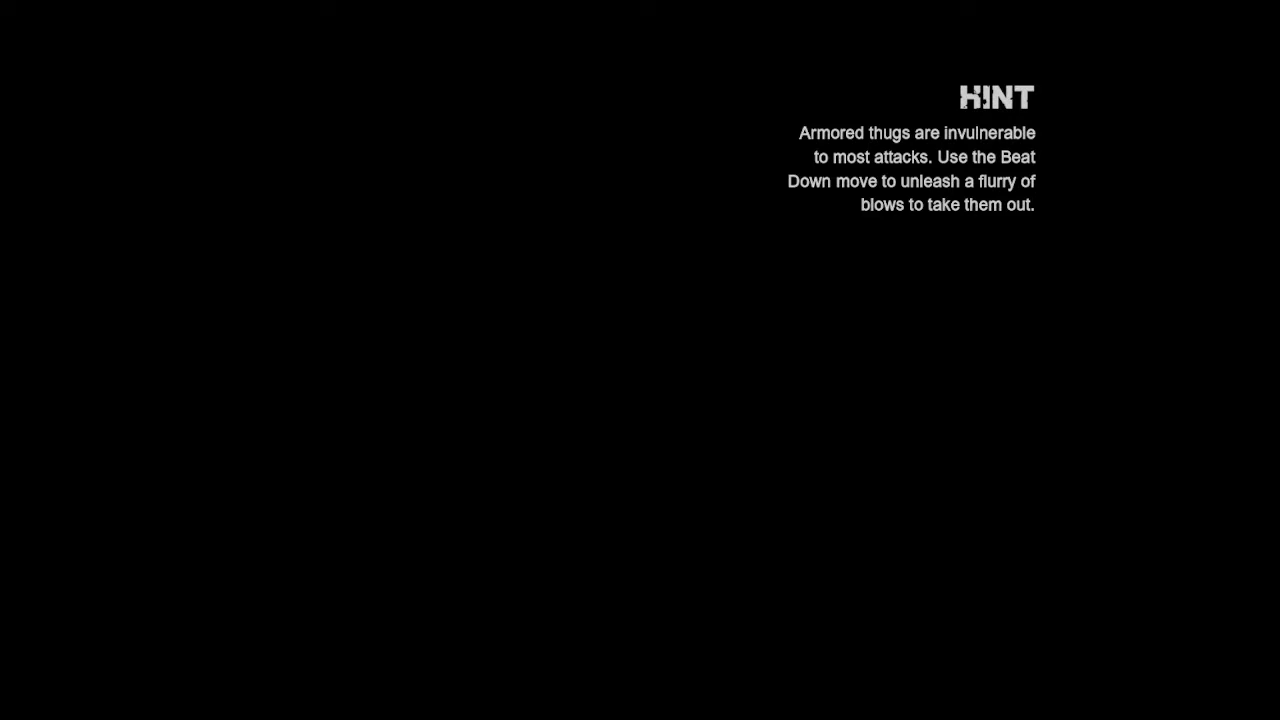 HINT
Armored thugs are invulnerable
to most attacks. Use the Beat
Down move to unleash a flurry of
blows to take them out.